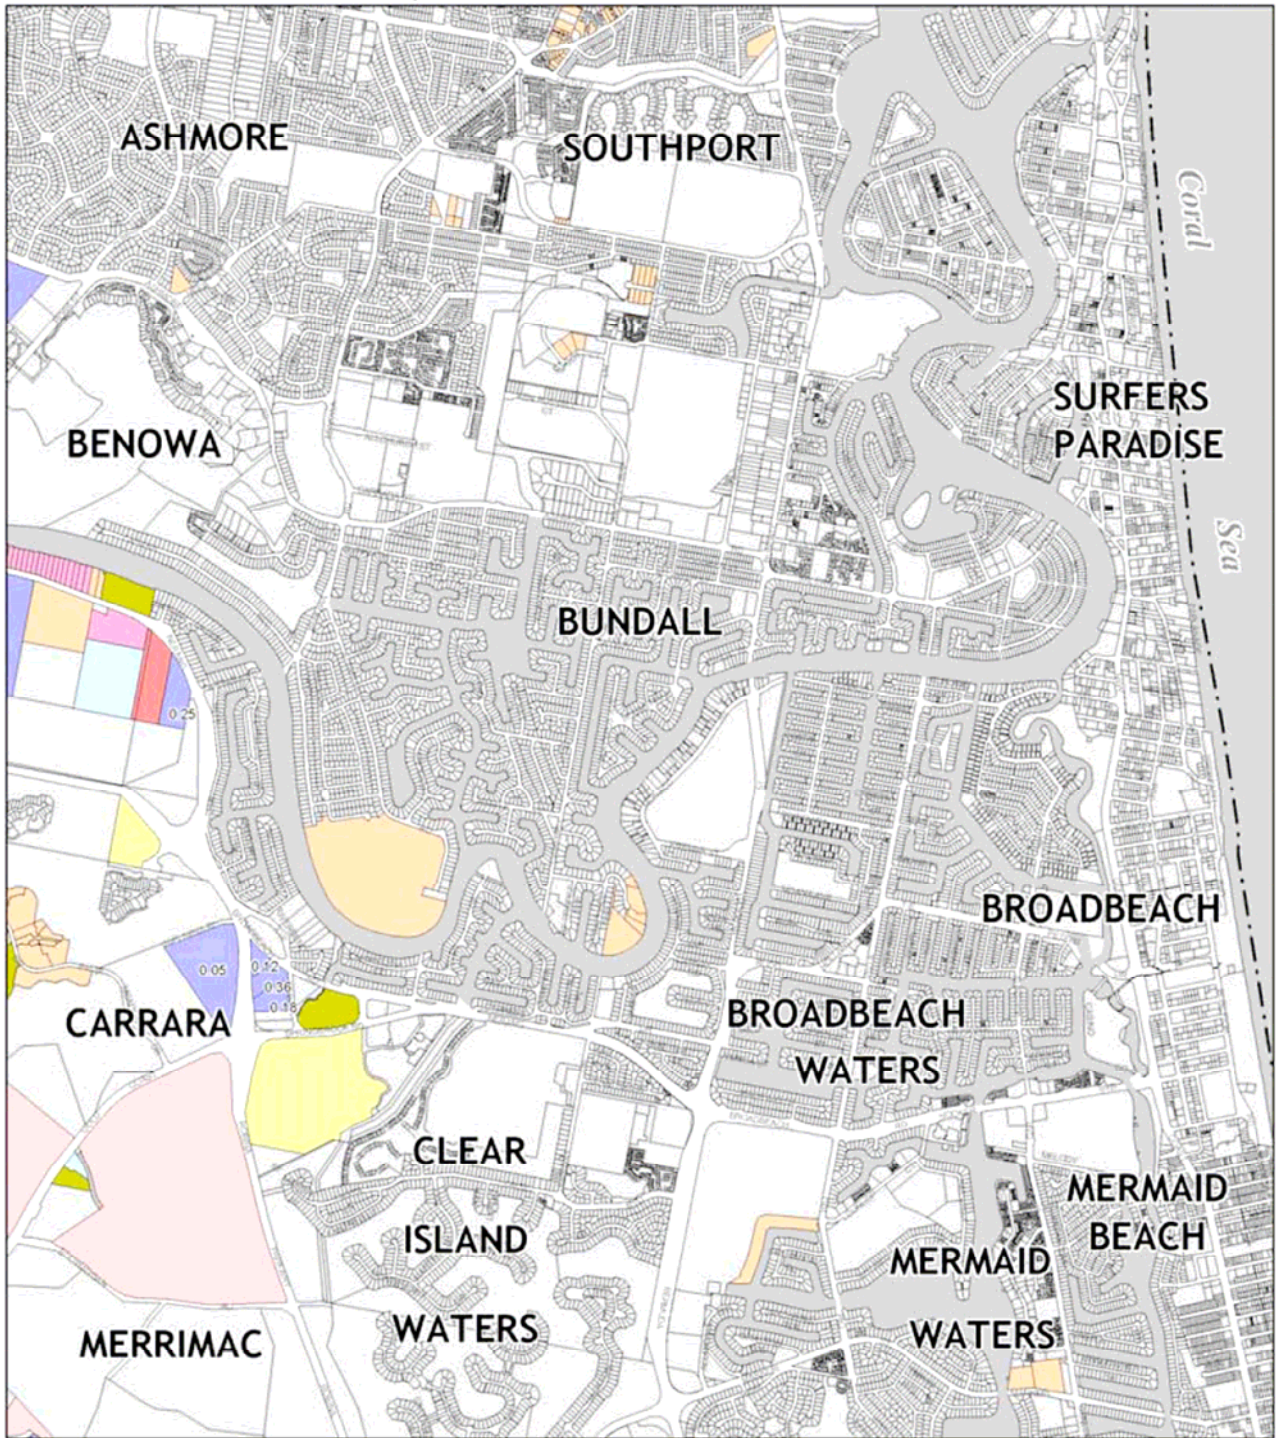 ASHMORE
SOUTHPORT
Coral
SURFERS
PARADISE
BENOWA
Sea
BUNDALL
0.25
BROADBEACH
0.05
0.12
0.36
0.18
CARRARA
BROADBEACH
WATERS
CLEAR
MERMAID
BEACH
ISLAND
MERMAID
WATERS
WATERS
MERRIMAC